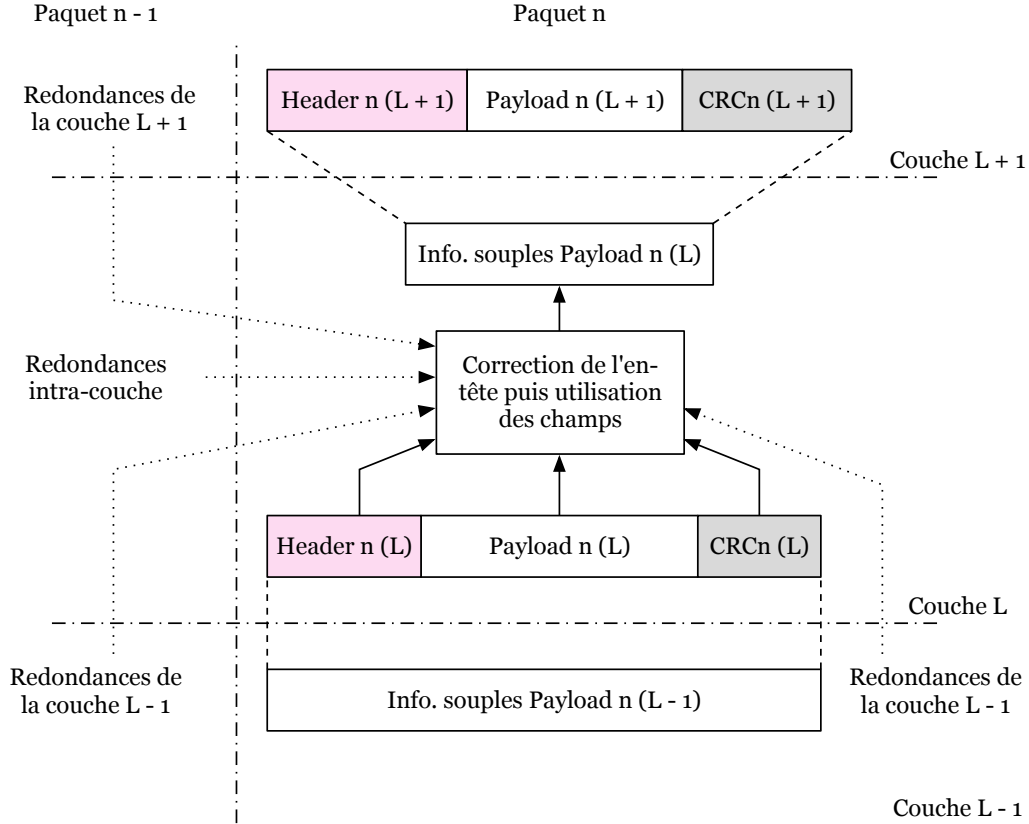 Paquet n - 1
Paquet n
Redondances de
la couche L + 1
Header n (L + 1)
Payload n (L + 1)
CRCn (L + 1)
Couche L + 1
Info. souples Payload n (L)
Redondances
intra-couche
Correction de l'en-
tête puis utilisation
des champs
Header n (L)
Payload n (L)
CRCn (L)
Couche L
Redondances de
la couche L - 1
Info. souples Payload n (L - 1)
Redondances de
la couche L - 1
Couche L - 1